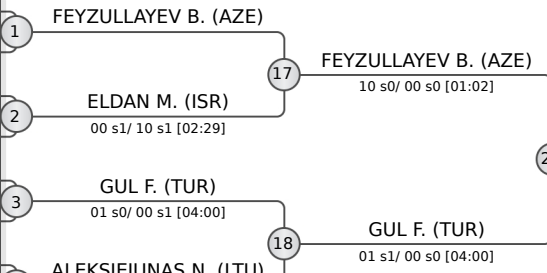 FEYZULLAYEV B. (AZE)
1
17
FEYZULLAYEV B. (AZE)
10 s0/ 00 s0 [01:02]
2
ELDAN M. (ISR)
00 s1/ 10 s1 [02:29]
3
GUL F. (TUR)
01 s0/ 00 s1 [04:00]
18
GUL F. (TUR)
01 s1/ 00 s0 [04:00]
ALEKSIEJUNAS N. (LTU)